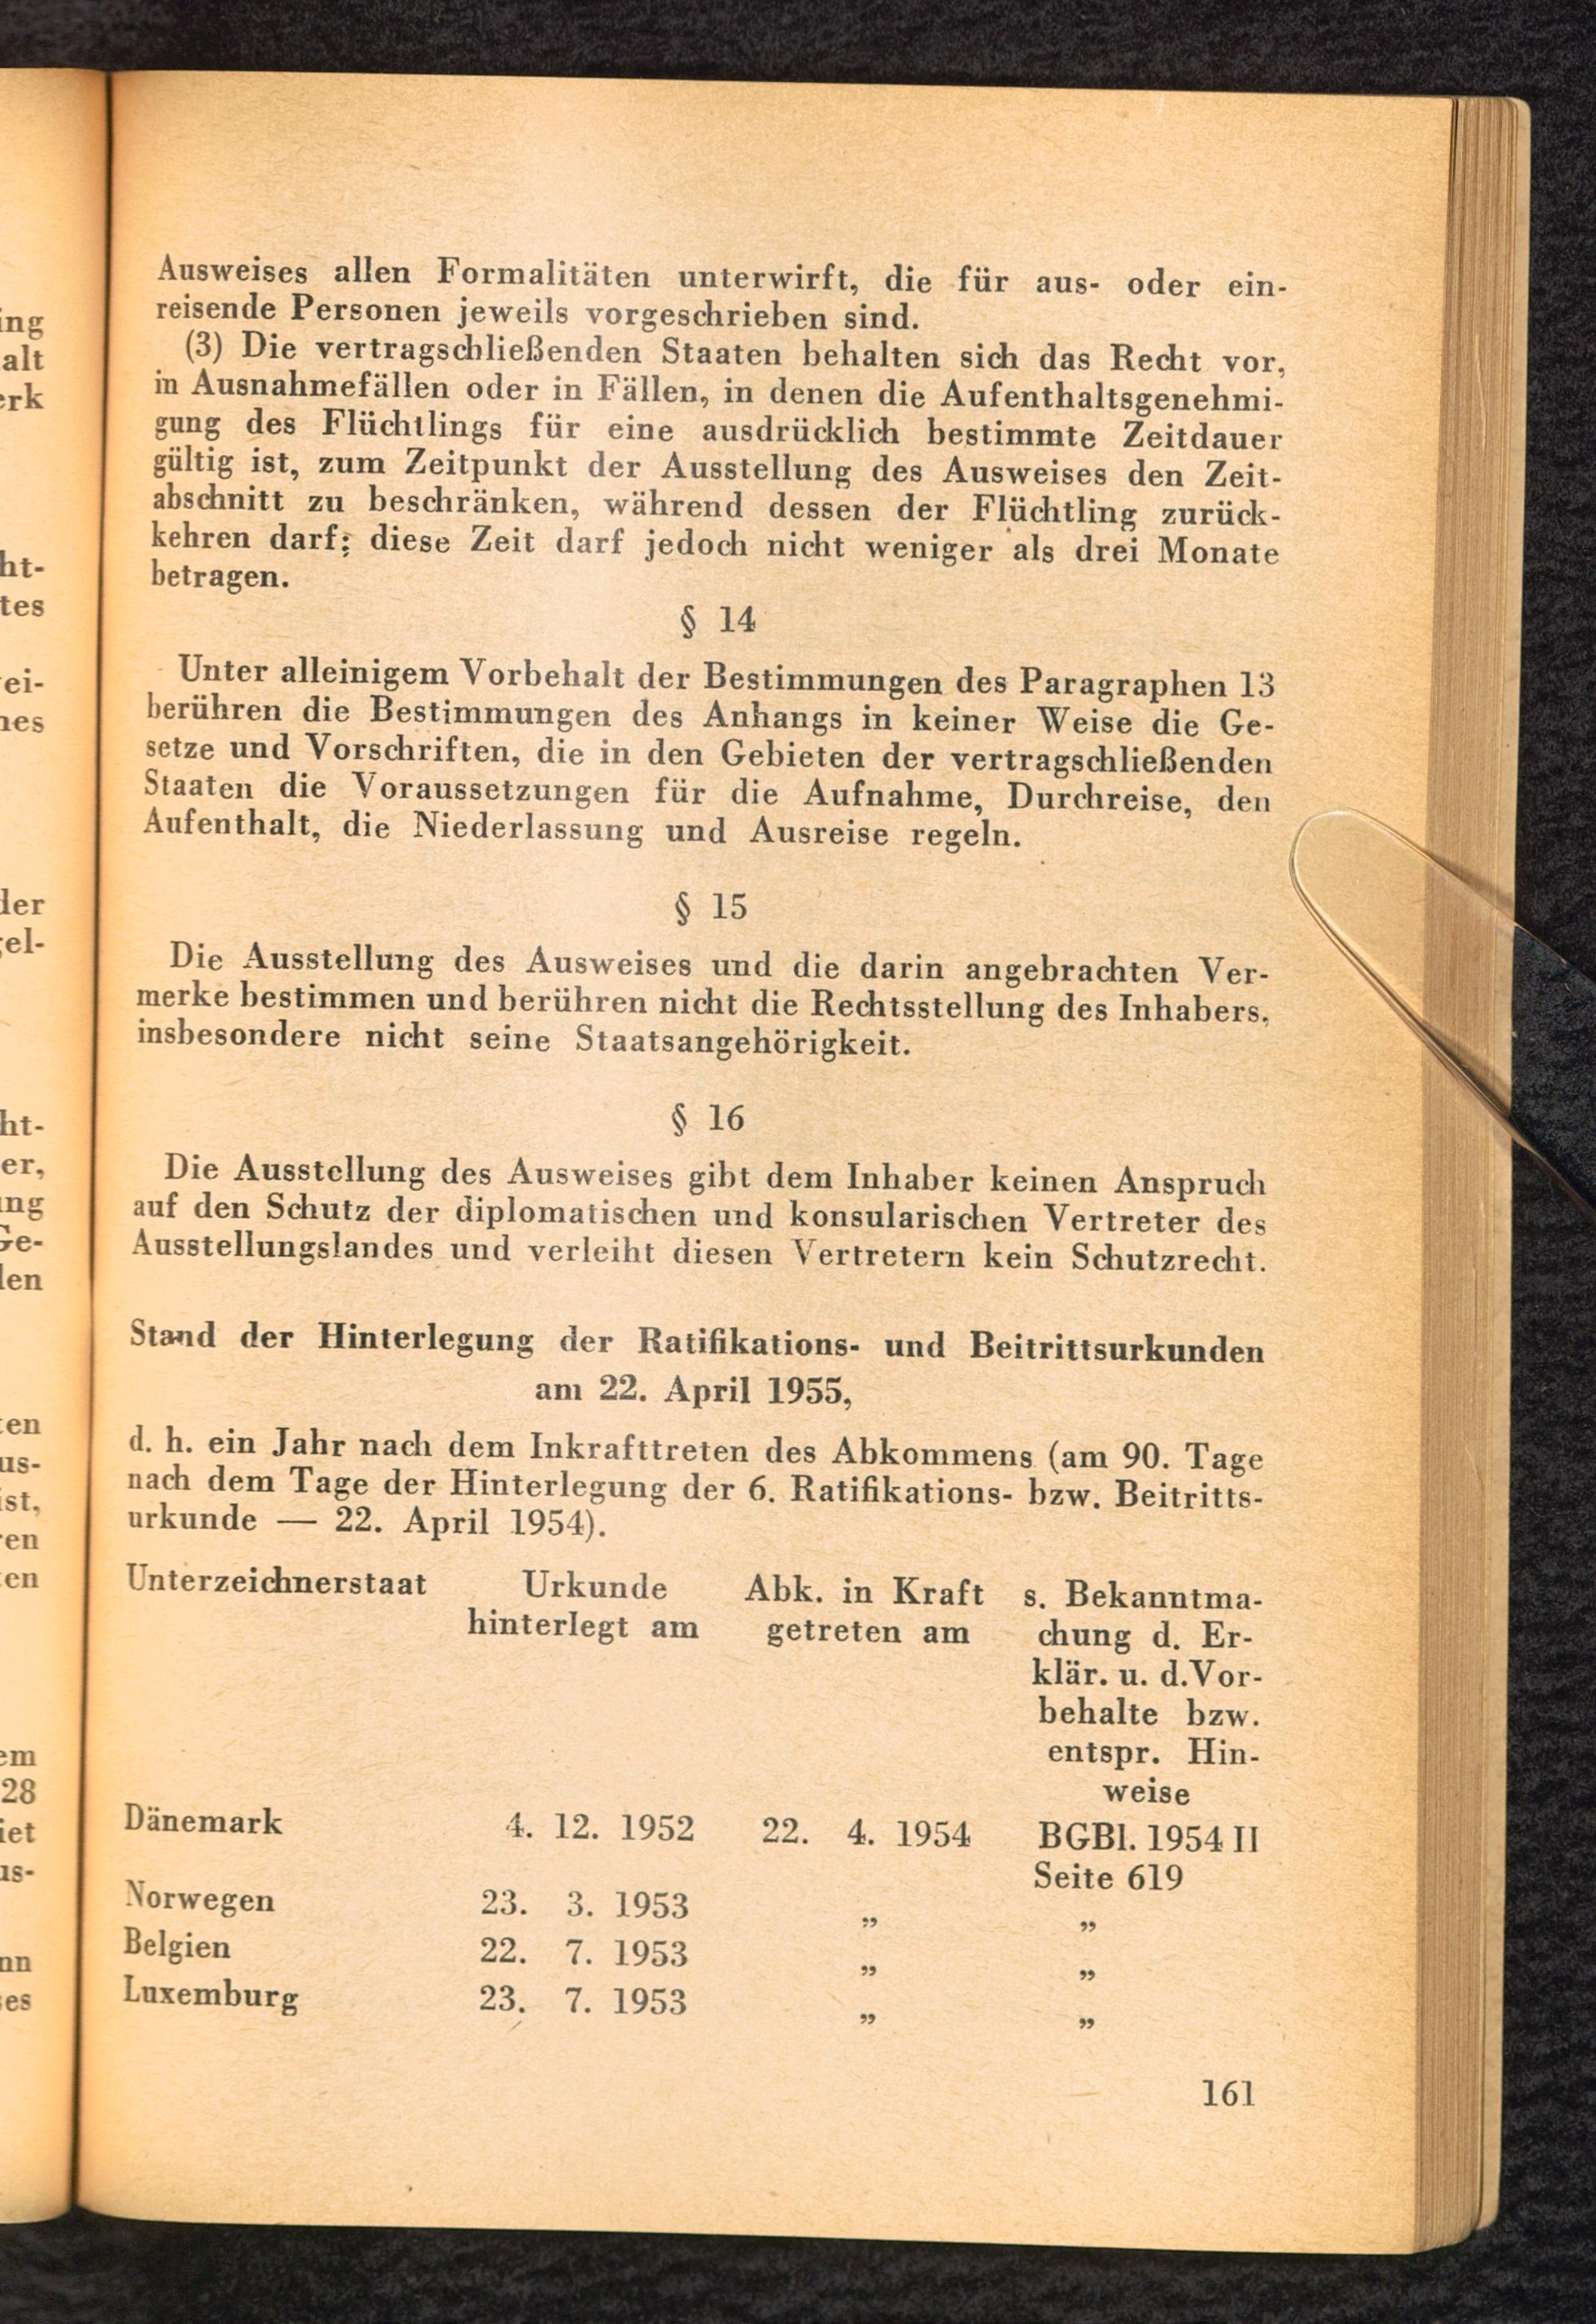 Ausweises allen Formalitäten unterwirft, die für aus- oder ein-
reisende Personen jeweils vorgeschrieben sind.
(3) Die vertragschließenden Staaten behalten sich das Recht vor,
in Ausnahmefällen oder in Fällen, in denen die Aufenthaltsgenehmi-
gung des Flüchtlings für eine ausdrücklich bestimmte Zeitdauer
gültig ist, zum Zeitpunkt der Ausstellung des Ausweises den Zeit-
abschnitt zu beschränken, während dessen der Flüchtling zurück-
kehren darf; diese Zeit darf jedoch nicht weniger als drei Monate
betragen.
§ 14
Unter alleinigem Vorbehalt der Bestimmungen des Paragraphen 13
berühren die Bestimmungen des Anhangs in keiner Weise die Ge-
setze und Vorschriften, die in den Gebieten der vertragschließenden
Staaten die Voraussetzungen für die Aufnahme, Durchreise, den
Aufenthalt, die Niederlassung und Ausreise regeln.
§ 15
Die Ausstellung des Ausweises und die darin angebrachten Ver-
merke bestimmen und berühren nicht die Rechtsstellung des Inhabers,
insbesondere nicht seine Staatsangehörigkeit.
§ 16
Die Ausstellung des Ausweises gibt dem Inhaber keinen Anspruch
auf den Schutz der diplomatischen und konsularischen Vertreter des
Ausstellungslandes und verleiht diesen Vertretern kein Schutzrecht.
Stand der Hinterlegung der Ratifikations- und Beitrittsurkunden
am 22. April 1955,
d. h. ein Jahr nach dem Inkrafttreten des Abkommens (am 90. Tage
nach dem Tage der Hinterlegung der 6. Ratifikations- bzw. Beitritts-
urkunde — 22. April 1954).
Unterzeichnerstaat Urkunde Abk. in Kraft s. Bekanntma-
hinterlegt am getreten am chung d. Er-
klär. u. d. Vor-
behalte bzw.
entspr. Hin-
weise
Dänemark 4. 12. 1952 22. 4. 1954 BGBl. 1954 II
Seite 619
Norwegen 23. 3. 1953 „ „
Belgien 22. 7. 1953 „ „
Luxemburg 23. 7. 1953 „ „
161